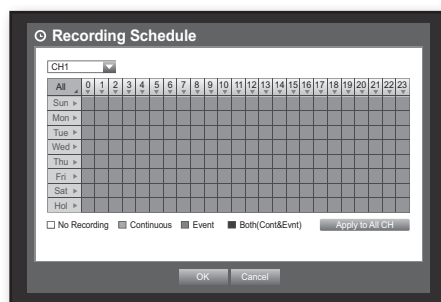 Recording Schedule
CH1
All 0 1 2 3 4 5 6 7 8 9 10 11 12 13 14 15 16 17 18 19 20 21 22 23
Sun
Mon
Tue
Wed
Thu
Fri
Sat
Hol
No Recording Continuous Event Both(Cont&Evnt) Apply to All CH
OK Cancel